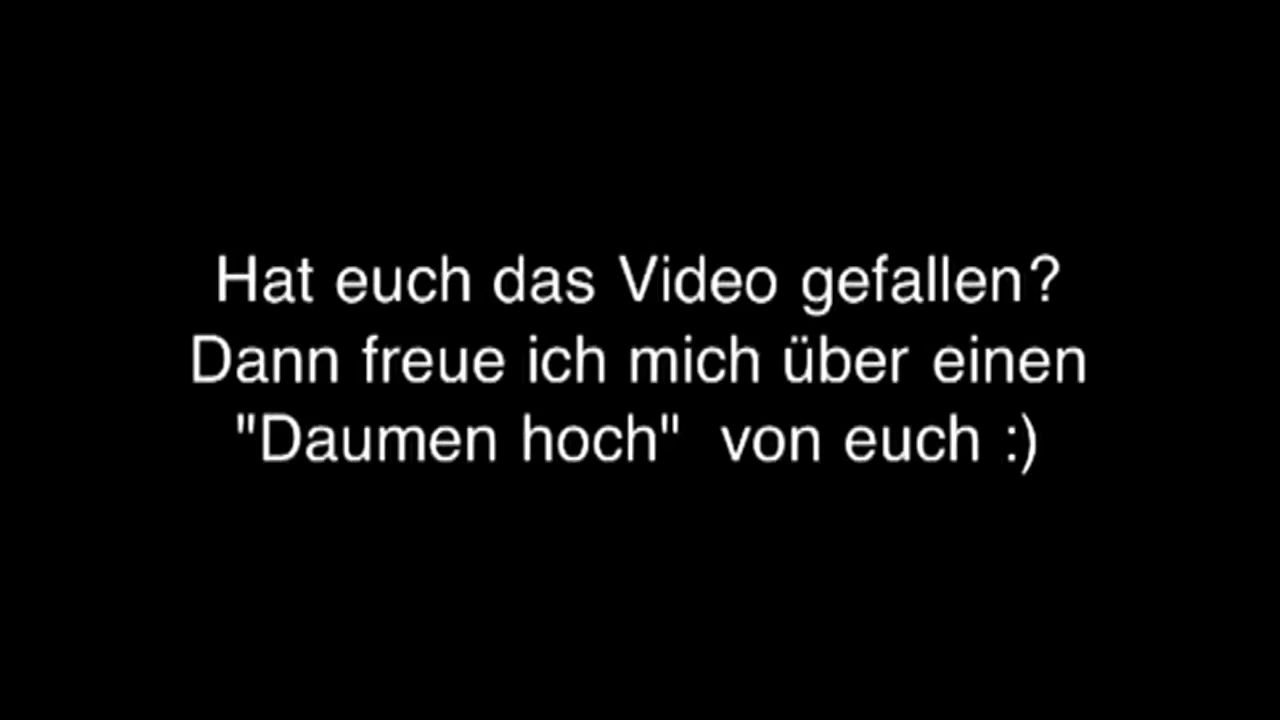 Hat euch das Video gefallen?
Dann freue ich mich über einen
"Daumen hoch"  von euch :)